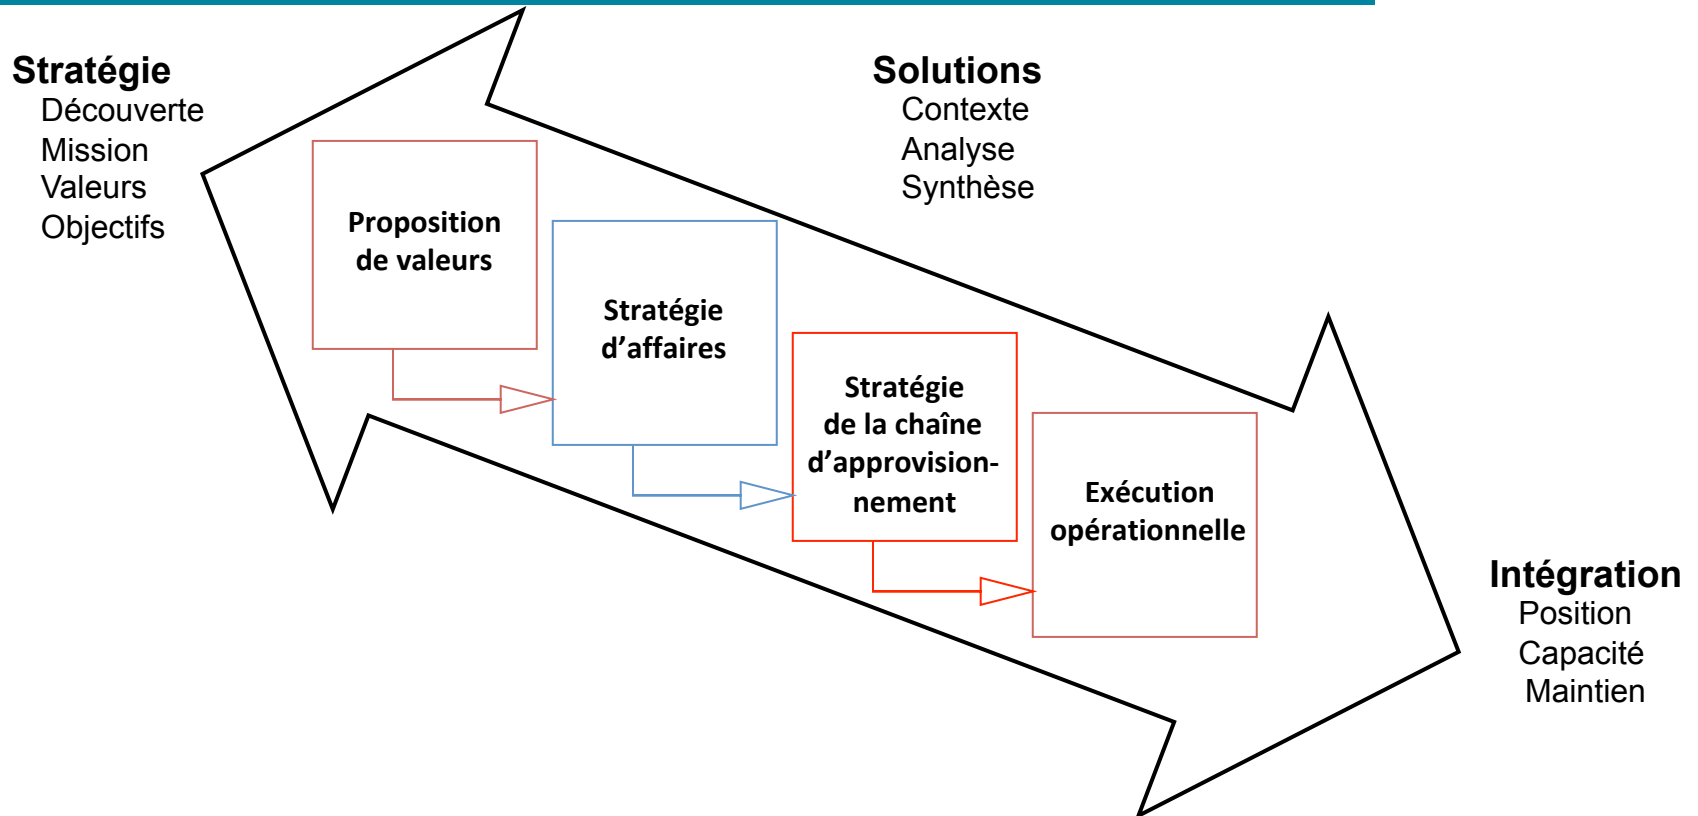 Stratégie
Découverte
Mission
Valeurs
Objectifs
Solutions
Contexte
Analyse
Synthèse
Proposition
de valeurs
Stratégie
d’affaires
Stratégie
de la chaîne
d’approvision-
nement
Exécution
opérationnelle
Intégration
Position
Capacité
Maintien